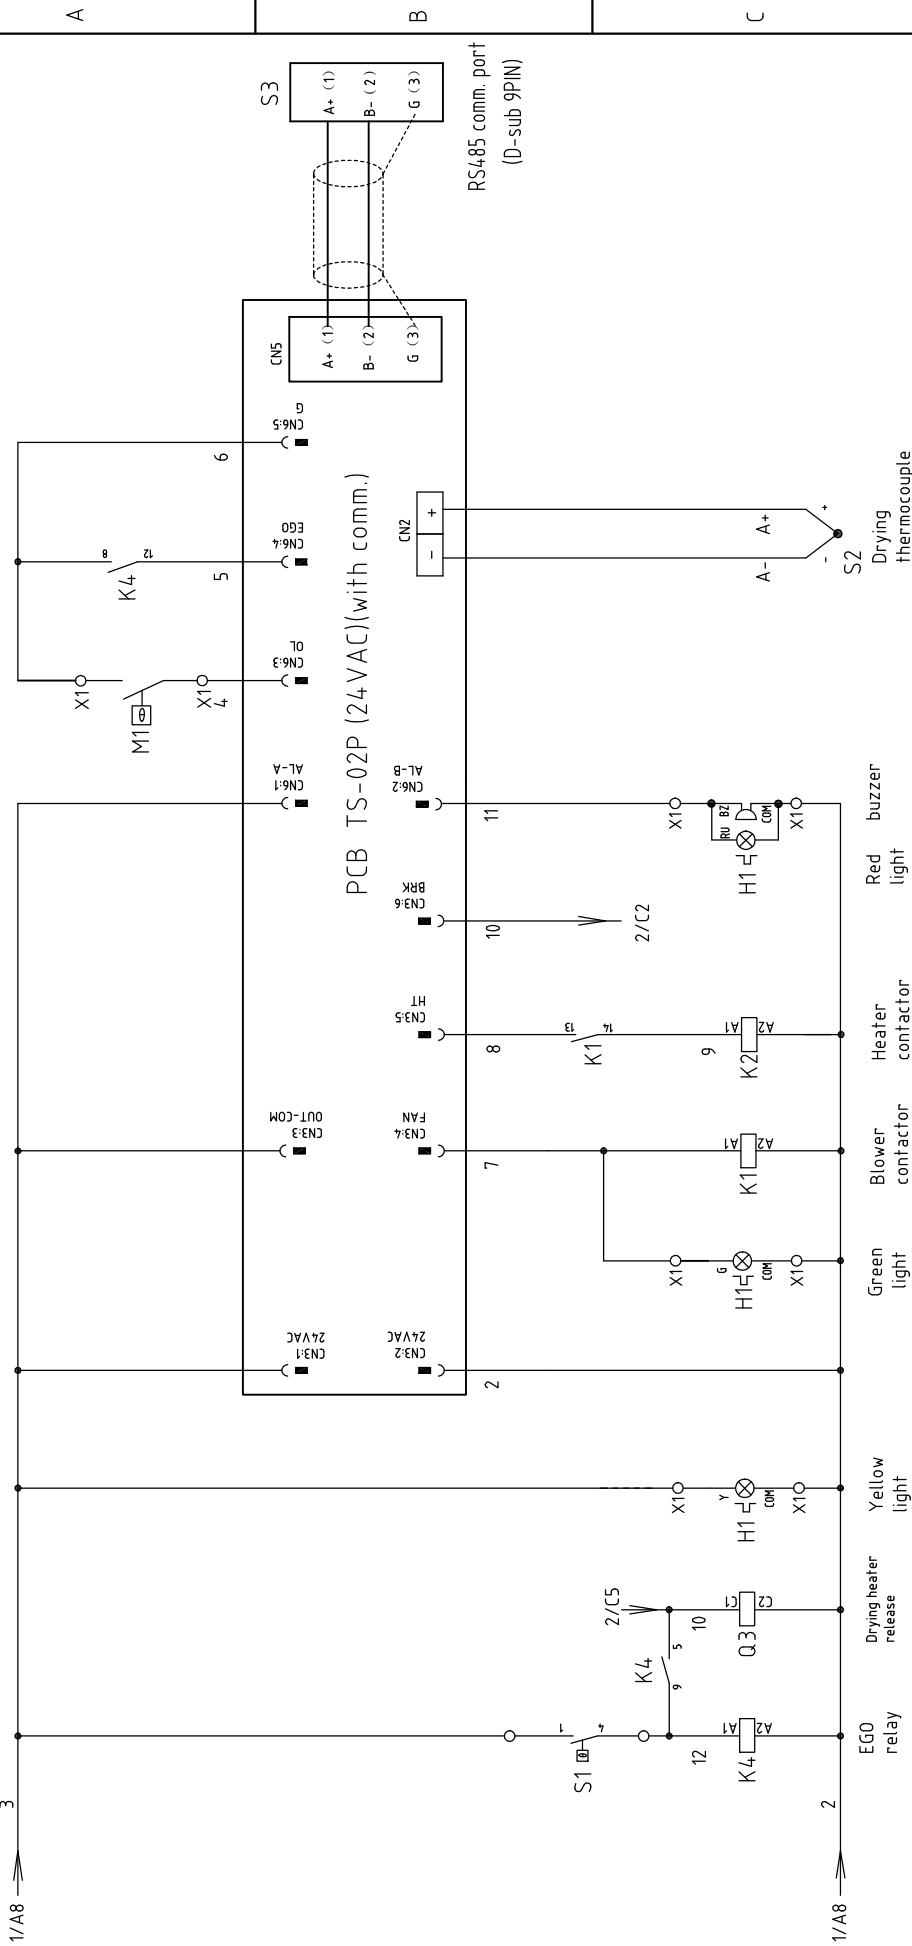 A
B
C
1/A8
3
1/A8
2
S1
1
4
12
K4
A1
A2
EGO
relay
K4
9
5
2/C5
10
Q3
C1
C2
Drying heater
release
X1
H1
Y
COM
X1
Yellow
light
CN3:1
24VAC
CN3:2
24VAC
2
X1
H1
G
COM
X1
Green
light
CN3:3
OUT-COM
CN3:4
FAN
7
K1
A1
A2
Blower
contactor
CN3:5
HT
8
K1
13
14
9
K2
A1
A2
Heater
contactor
CN3:6
BRK
10
2/C2
CN6:1
AL-A
CN6:2
AL-B
11
X1
H1
RU
BZ
COM
X1
Red
light
buzzer
PCB TS-02P (24VAC)(with comm.)
X1
M1
θ
X1
4
CN6:3
OL
K4
8
12
5
CN6:4
EGO
6
CN6:5
G
CN2
-
+
A-
A+
-
+
S2
Drying
thermocouple
CN5
A+ (1)
B- (2)
G (3)
S3
A+ (1)
B- (2)
G (3)
RS485 comm. port
(D-sub 9PIN)